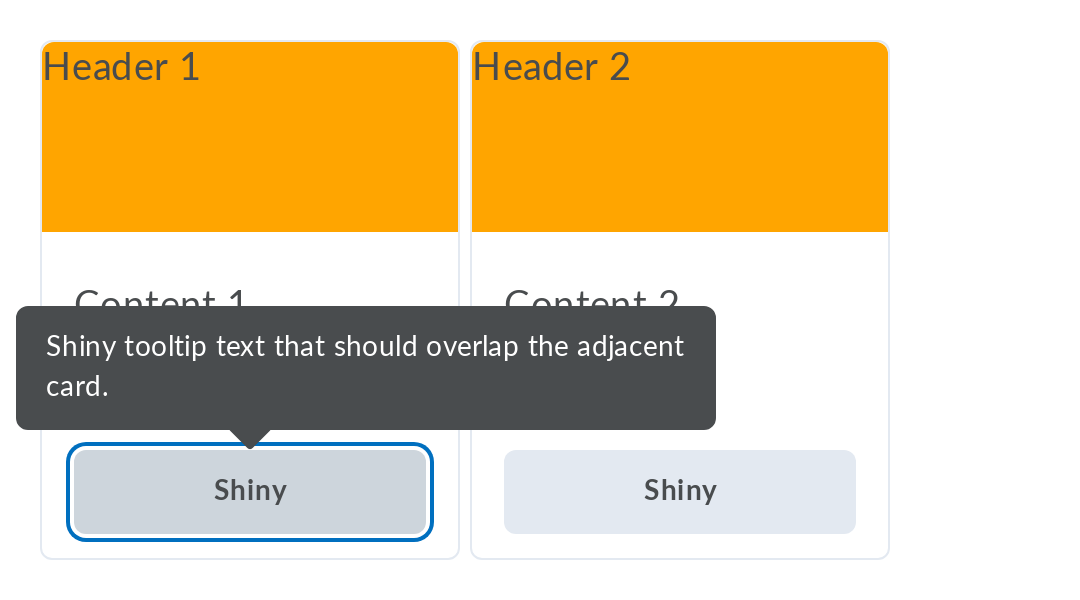 Header 1
Header 2
Content 1
Content 2
Shiny tooltip text that should overlap the adjacent
card.
Shiny
Shiny